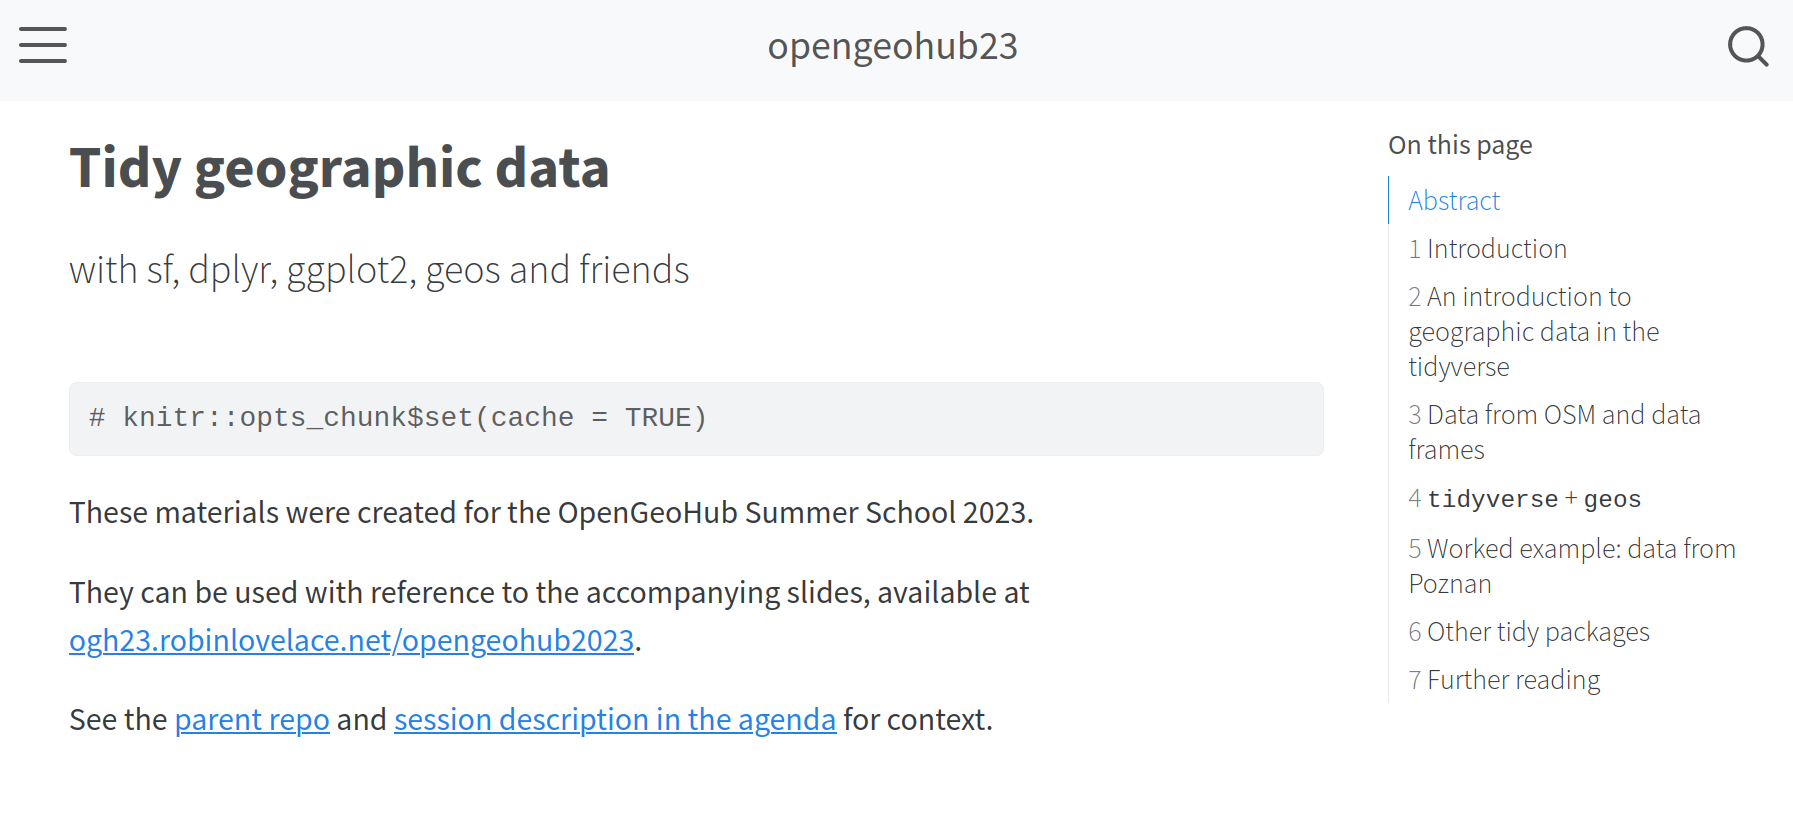 opengeohub23
Tidy geographic data
with sf, dplyr, ggplot2, geos and friends
# knitr::opts_chunk$set(cache = TRUE)
These materials were created for the OpenGeoHub Summer School 2023.
They can be used with reference to the accompanying slides, available at
ogh23.robinlovelace.net/opengeohub2023.
See the parent repo and session description in the agenda for context.
On this page
Abstract
1 Introduction
2 An introduction to
geographic data in the
tidyverse
3 Data from OSM and data
frames
4 tidyverse + geos
5 Worked example: data from
Poznan
6 Other tidy packages
7 Further reading